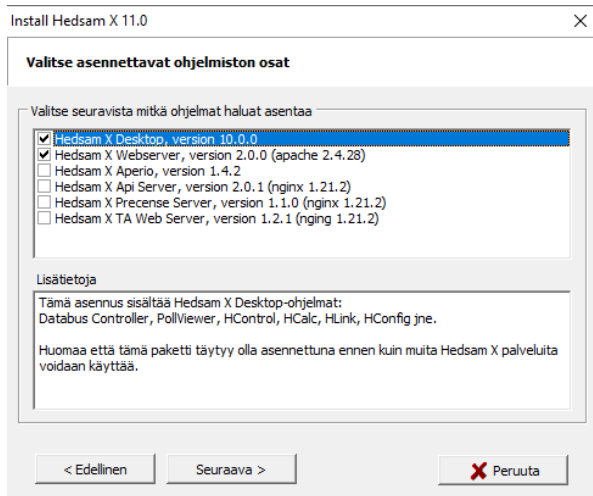 Install Hedsam X 11.0
Valitse asennettavat ohjelmiston osat
Valitse seuravista mitkä ohjelmat haluat asentaa
Hedsam X Desktop, version 10.0.0
Hedsam X Webserver, version 2.0.0 (apache 2.4.28)
Hedsam X Aperio, version 1.4.2
Hedsam X Api Server, version 2.0.1 (nginx 1.21.2)
Hedsam X Precense Server, version 1.1.0 (nginx 1.21.2)
Hedsam X TA Web Server, version 1.2.1 (nging 1.21.2)
Lisätietoja
Tämä asennus sisältää Hedsam X Desktop-ohjelmat:
Databus Controller, PollViewer, HControl, HCalc, HLink, HConfig jne.
Huomaa että tämä paketti täytyy olla asennettuna ennen kuin muita Hedsam X palveluita
voidaan käyttää.
< Edellinen
Seuraava >
Peruuta